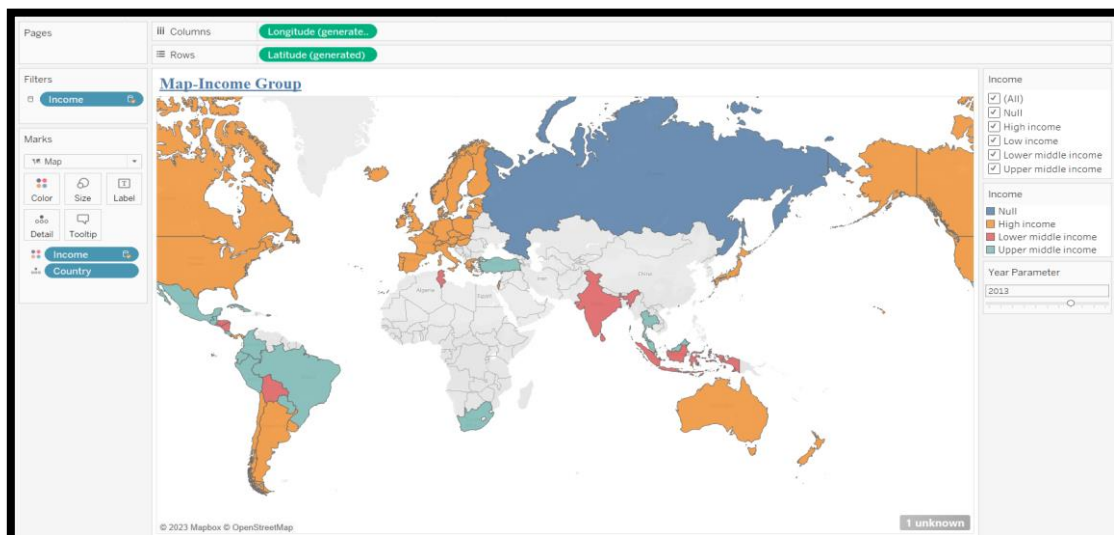 Pages
Columns
Longitude (generate..
Rows
Latitude (generated)
Filters
Income
Marks
Map
Color
Size
Label
Detail
Tooltip
Income
Country
Map-Income Group
Algeria
Egypt
Iran
China
© 2023 Mapbox © OpenStreetMap
1 unknown
Income
(All)
Null
High income
Low income
Lower middle income
Upper middle income
Income
Null
High income
Lower middle income
Upper middle income
Year Parameter
2013